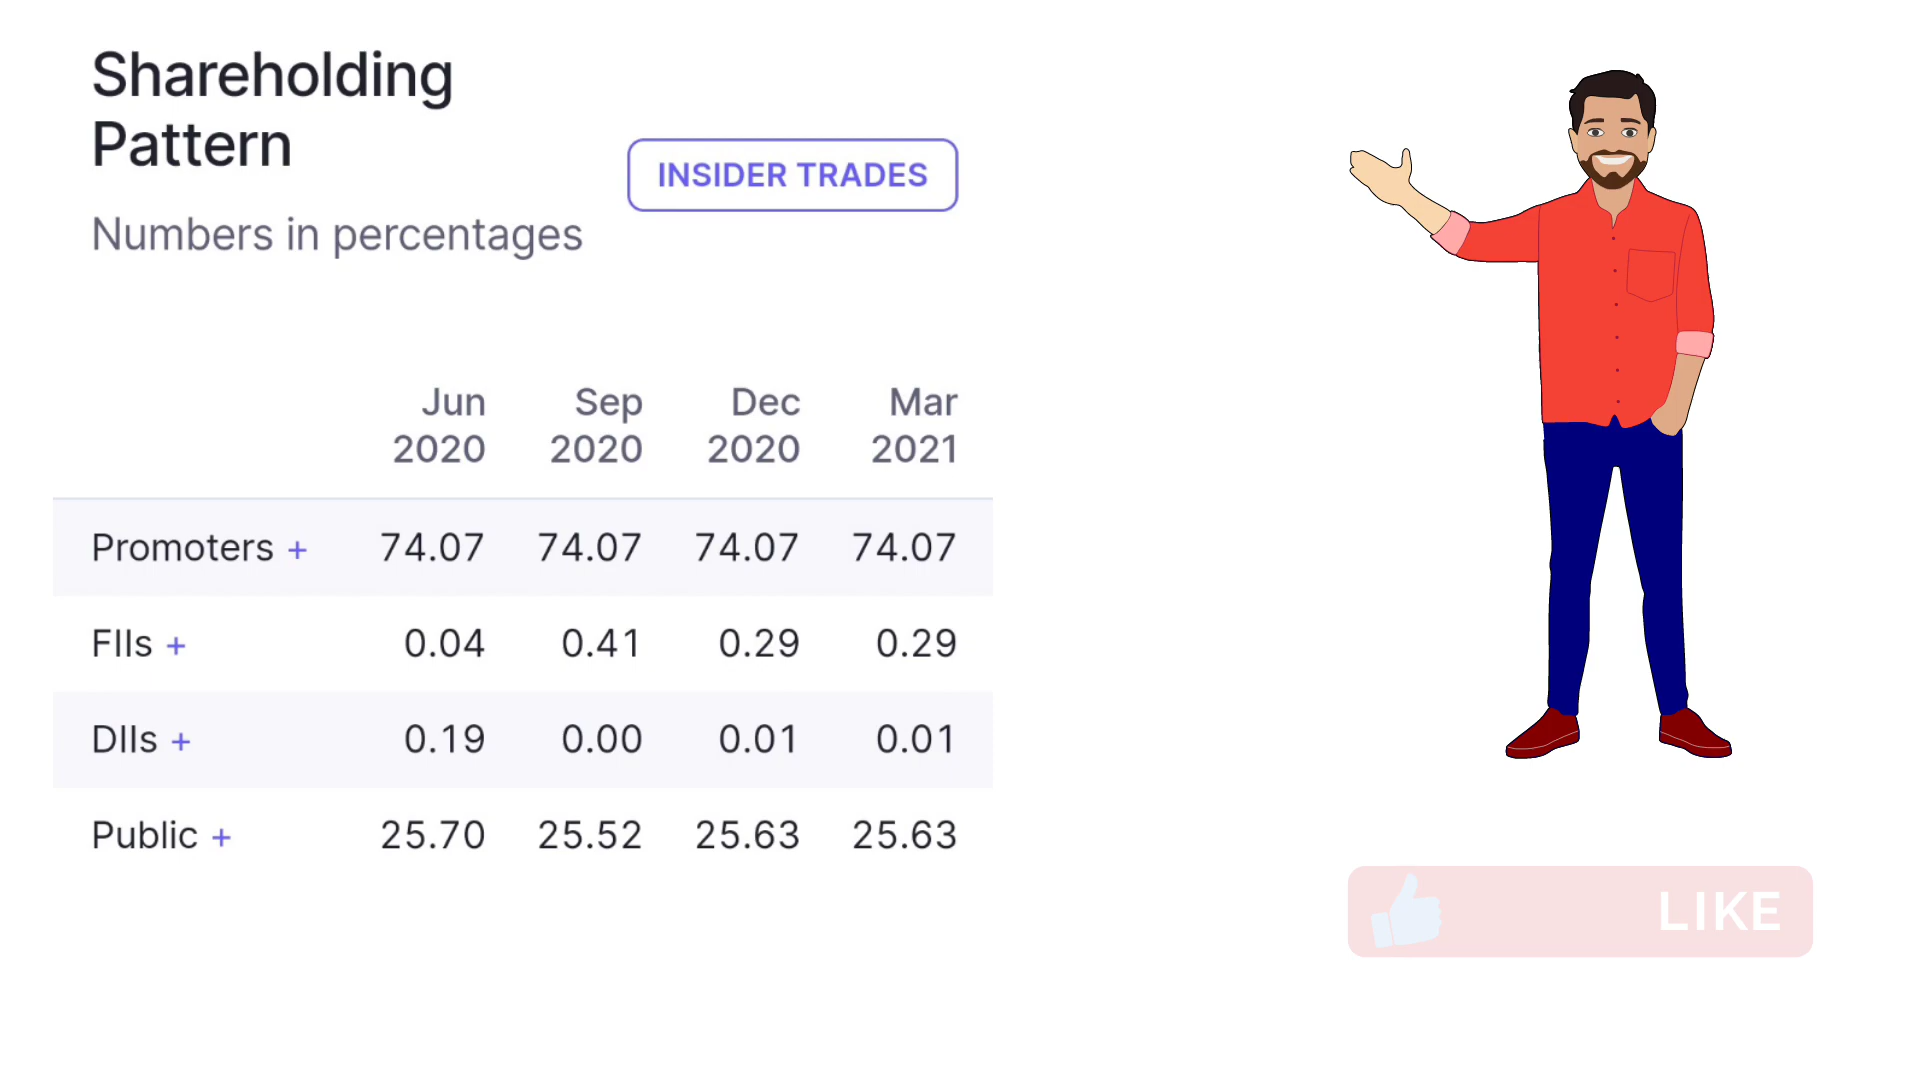 Shareholding
Pattern
INSIDER TRADES
Numbers in percentages
Jun 2020 Sep 2020 Dec 2020 Mar 2021
Promoters + 74.07 74.07 74.07 74.07
FIIs + 0.04 0.41 0.29 0.29
DIIs + 0.19 0.00 0.01 0.01
Public + 25.70 25.52 25.63 25.63
LIKE